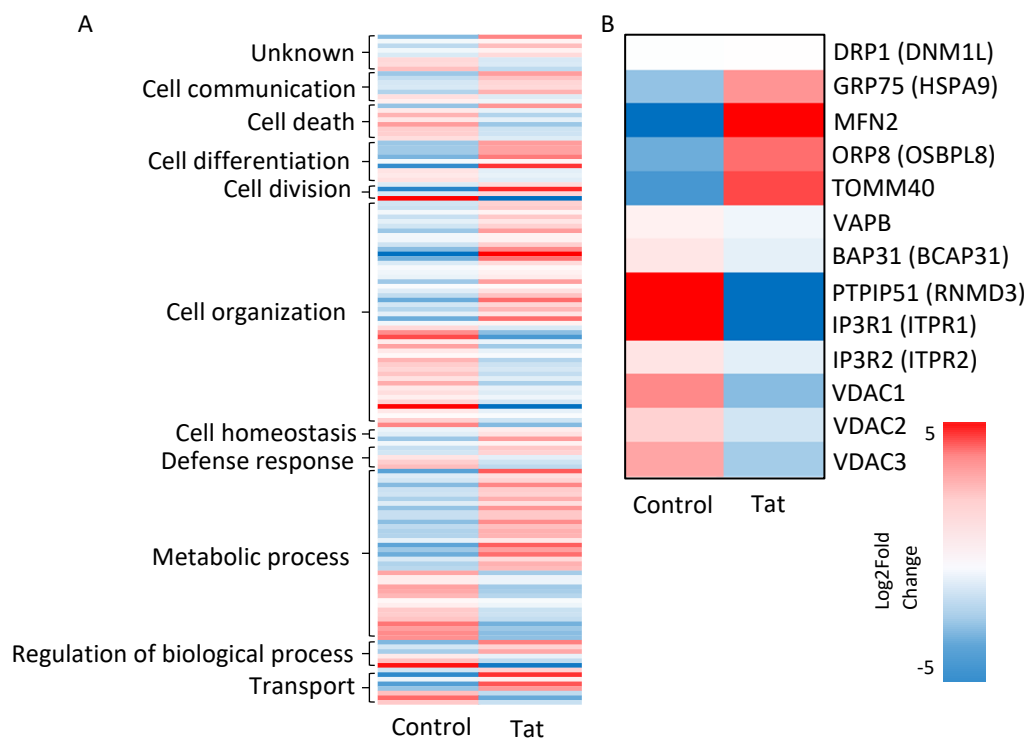 A
Unknown
Cell communication
Cell death
Cell differentiation
Cell division
Cell organization
Cell homeostasis
Defense response
Metabolic process
Regulation of biological process
Transport
Control Tat
B
DRP1 (DNM1L)
GRP75 (HSPA9)
MFN2
ORP8 (OSBPL8)
TOMM40
VAPB
BAP31 (BCAP31)
PTPIP51 (RNMD3)
IP3R1 (ITPR1)
IP3R2 (ITPR2)
VDAC1
VDAC2
VDAC3
Control Tat
Log2Fold
Change
5
-5